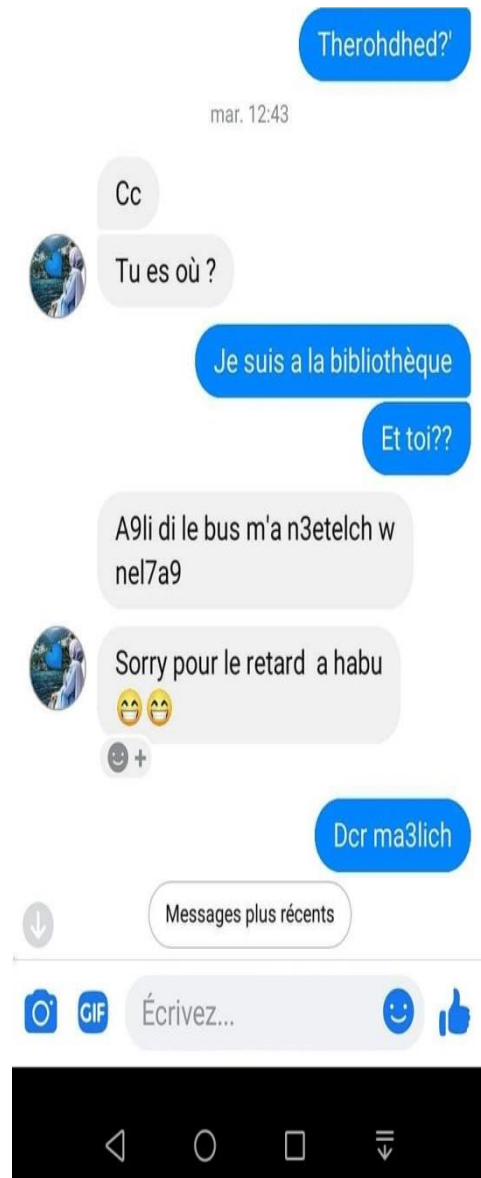 Therohdhed?'
mar. 12:43
Cc
Tu es où ?
Je suis a la bibliothèque
Et toi??
A9li di le bus m'a n3etelch w
nel7a9
Sorry pour le retard a habu
😁😁
Dcr ma3lich
Messages plus récents
GIF
Écrivez...